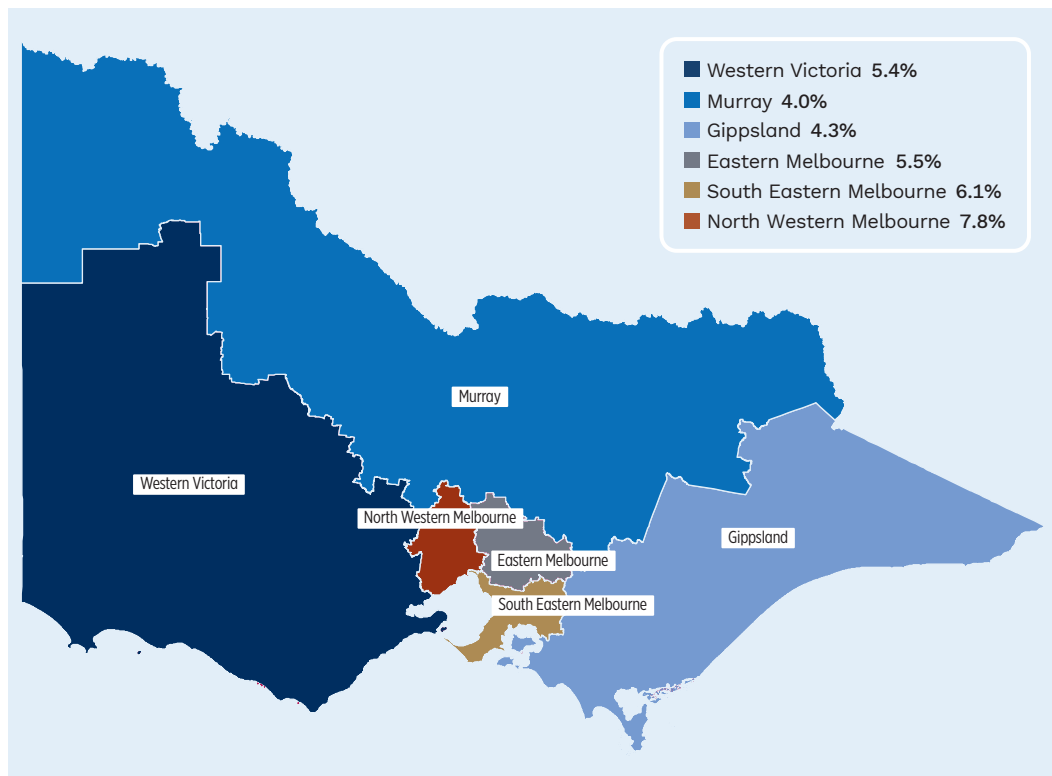 Western Victoria 5.4%
Murray 4.0%
Gippsland 4.3%
Eastern Melbourne 5.5%
South Eastern Melbourne 6.1%
North Western Melbourne 7.8%
Murray
Western Victoria
North Western Melbourne
Gippsland
Eastern Melbourne
South Eastern Melbourne